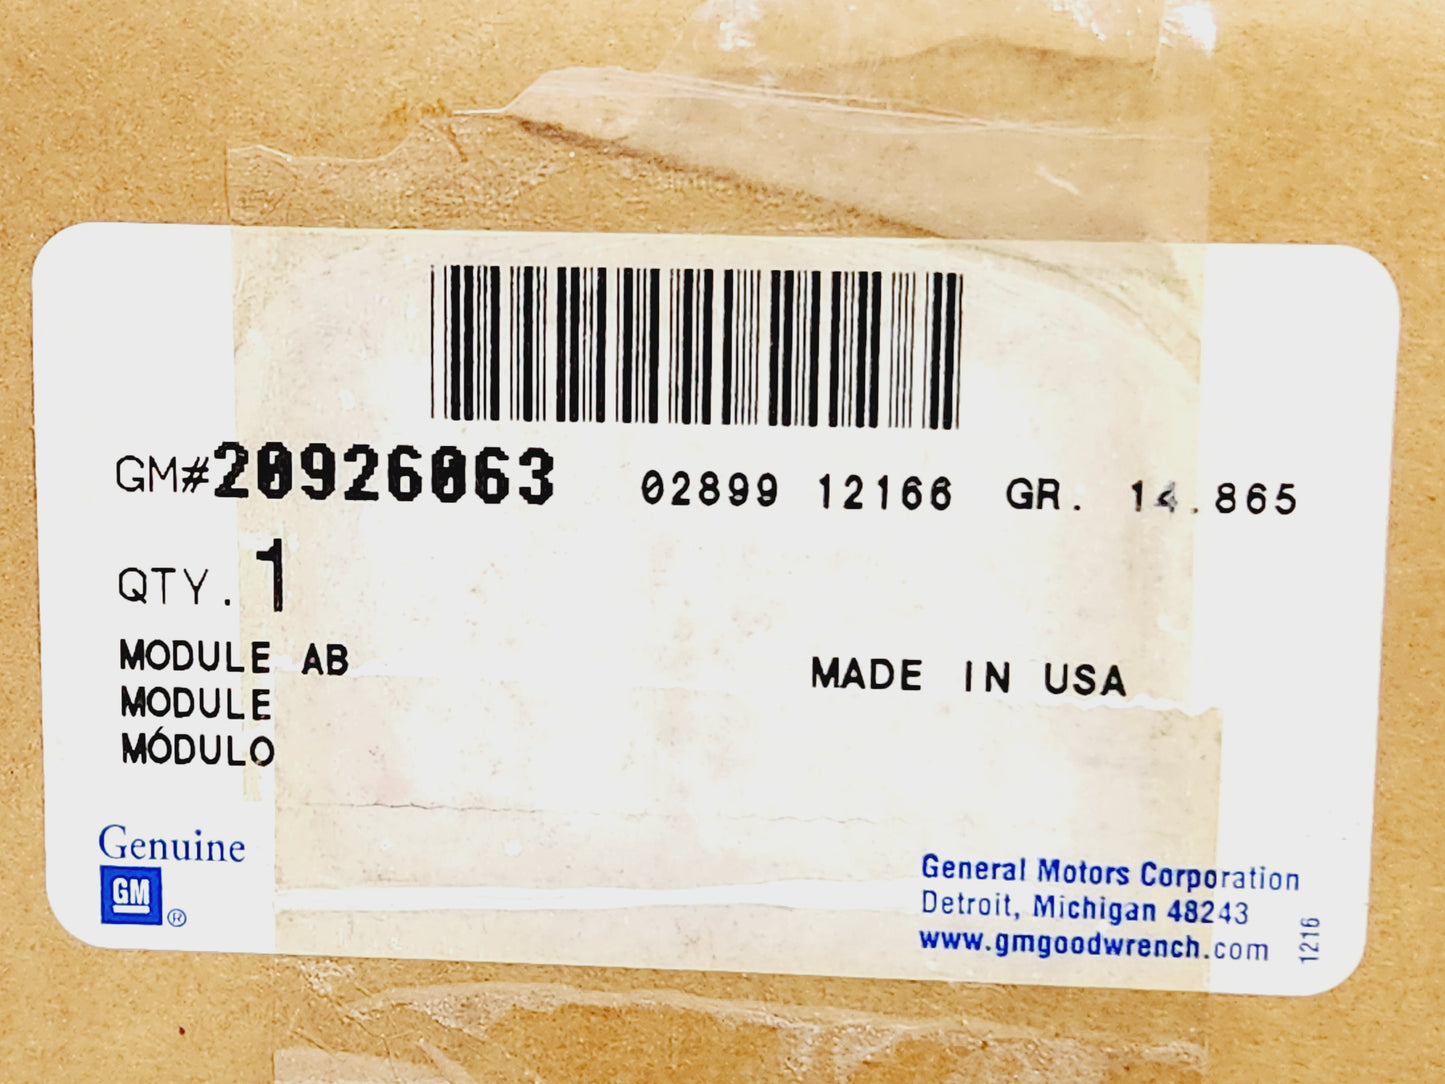 GM#20926063 02899 12166 GR. 14.865
QTY. 1
MODULE AB
MODULE
MÓDULO
MADE IN USA
Genuine
GM®
General Motors Corporation
Detroit, Michigan 48243
www.gmgoodwrench.com
1216